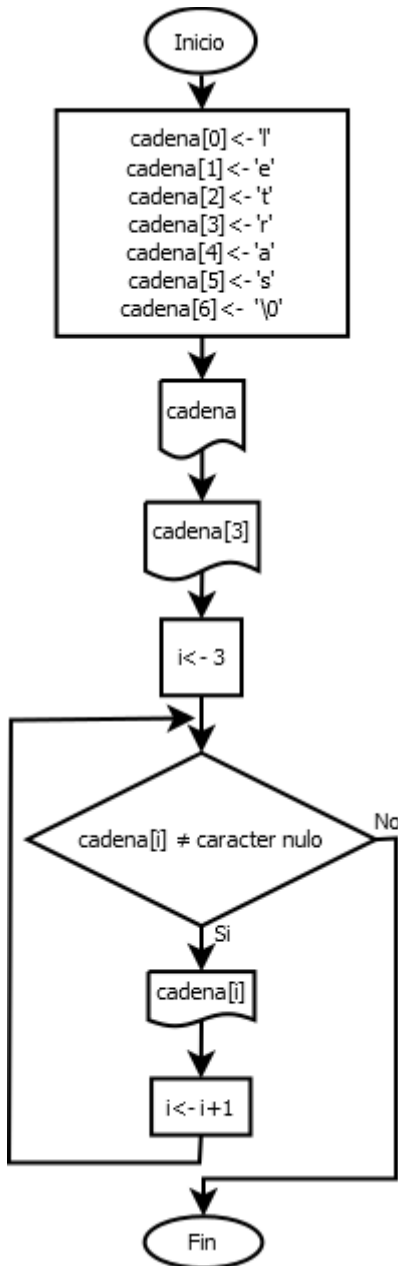 Inicio
cadena[0]<-'l'
cadena[1]<-'e'
cadena[2]<-'t'
cadena[3]<-'r'
cadena[4]<-'a'
cadena[5]<-'s'
cadena[6]<- '\0'
cadena
cadena[3]
i<-3
cadena[i] ≠ caracter nulo
No
Si
cadena[i]
i<-i+1
Fin